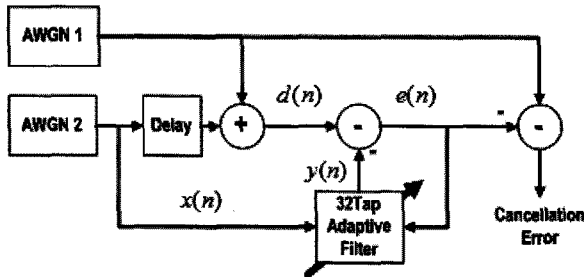 AWGN 1
d(n)
e(n)
AWGN 2
Delay
+
-
-
-
-
y(n)
x(n)
32Tap
Adaptive
Filter
Cancellation
Error